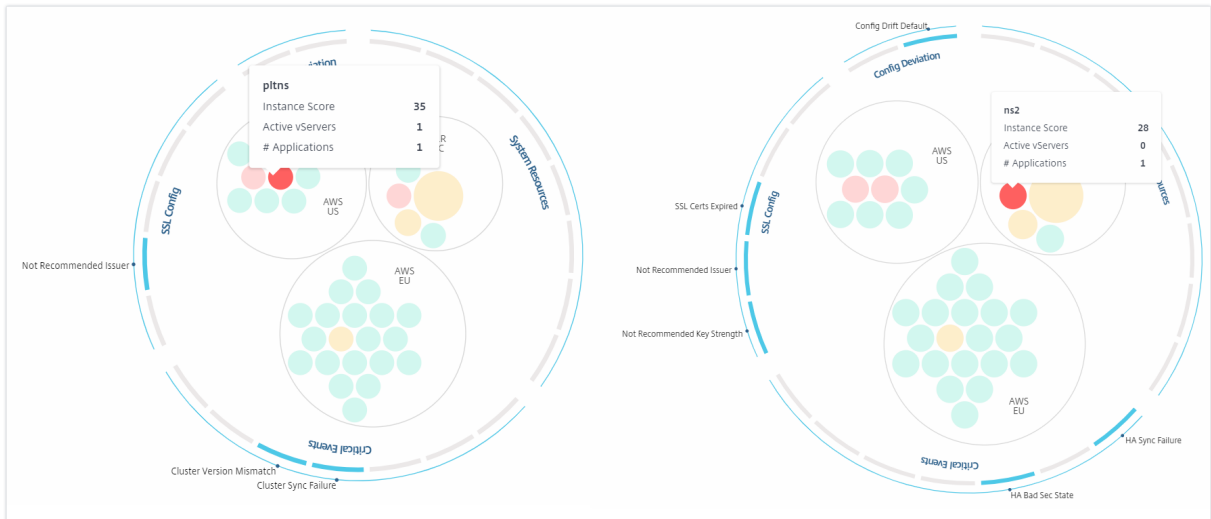 iation
pltns
Instance Score 35
Active vServers 1
# Applications 1
R
C
AWS
US
System Resources
SSL Config
Not Recommended Issuer
AWS
EU
Critical Events
Cluster Version Mismatch
Cluster Sync Failure
Config Drift Default
Config Deviation
ns2
Instance Score 28
Active vServers 0
# Applications 1
AWS
US
ources
SSL Certs Expired
SSL Config
Not Recommended Issuer
Not Recommended Key Strength
AWS
EU
HA Sync Failure
Critical Events
HA Bad Sec State